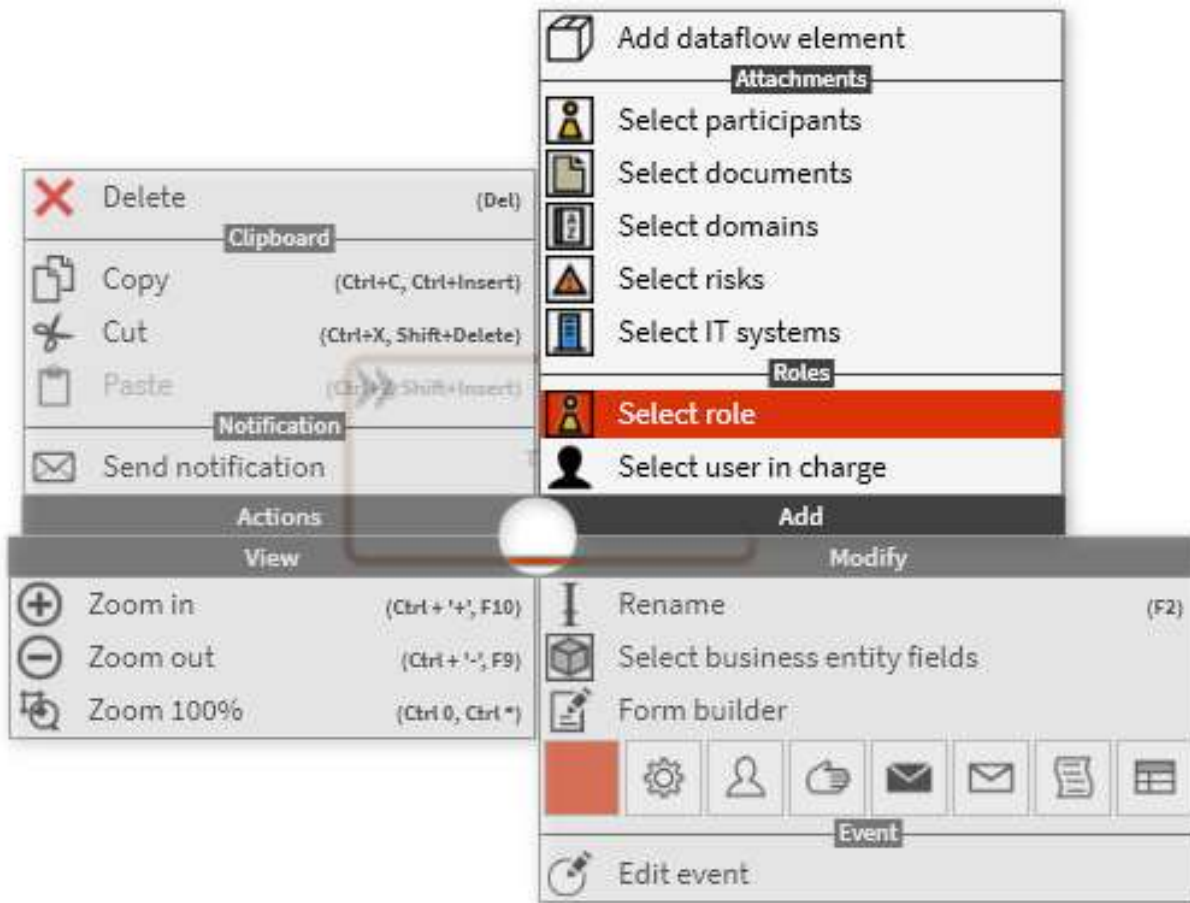 Add dataflow element
Attachments
Select participants
Select documents
Select domains
Select risks
Select IT systems
Roles
Select role
Select user in charge
Add
Delete (Del)
Clipboard
Copy (Ctrl+C, Ctrl+Insert)
Cut (Ctrl+X, Shift+Delete)
Paste Shift+Insert)
Notification
Send notification
Actions
View
Zoom in (Ctrl + '+', F10)
Zoom out (Ctrl + '-', F9)
Zoom 100% (Ctrl 0, Ctrl *)
Modify
Rename (F2)
Select business entity fields
Form builder
Event
Edit event